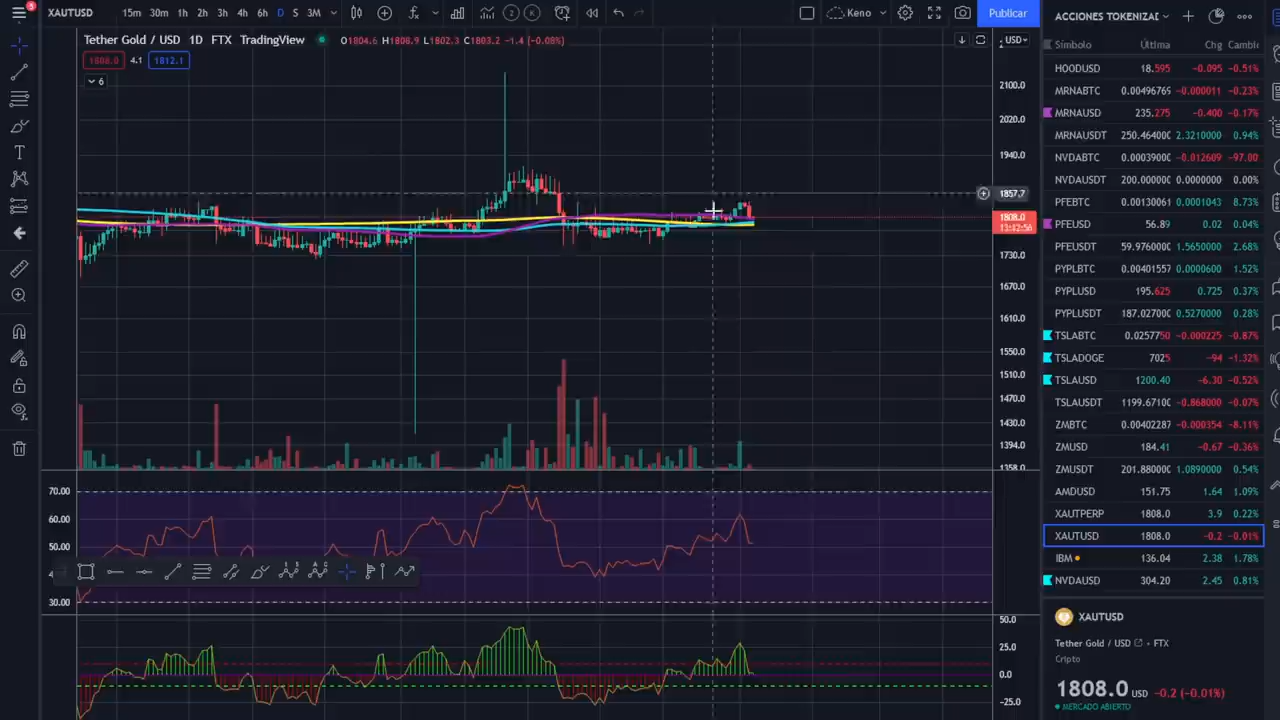 3
XAUTUSD 15m 30m 1h 2h 3h 4h 6h D S 3M 2 K Keno Publicar
Tether Gold / USD 1D FTX TradingView O1804.6 H1808.9 L1802.3 C1803.2 -1.4 (-0.08%)
1808.0 4.1 1812.1
6
USD
2100.0
2020.0
1940.0
1857.7
1808.0
13:42:56
1730.0
1670.0
1610.0
1550.0
1510.0
1470.0
1430.0
1394.0
1358.0
70.00
60.00
50.00
30.00
50.0
25.0
0.0
-25.0
ACCIONES TOKENIZAD
Símbolo Última Chg Cambio
HOODUSD 18.595 -0.095 -0.51%
MRNABTC 0.00496769 -0.000011 -0.23%
MRNAUSD 235.275 -0.400 -0.17%
MRNAUSDT 250.464000 2.3210000 0.94%
NVDABTC 0.00039000 -0.012609 -97.00
NVDAUSDT 200.000000 0.0000000 0.00%
PFEBTC 0.00130061 0.0001043 8.73%
PFEUSD 56.89 0.02 0.04%
PFEUSDT 59.976000 1.5650000 2.68%
PYPLBTC 0.00401557 0.0000600 1.52%
PYPLUSD 195.625 0.725 0.37%
PYPLUSDT 187.027000 0.5270000 0.28%
TSLABTC 0.0257750 -0.000225 -0.87%
TSLADOGE 7025 -94 -1.32%
TSLAUSD 1200.40 -6.30 -0.52%
TSLAUSDT 1199.6710 -0.868000 -0.07%
ZMBTC 0.00402287 -0.000354 -8.11%
ZMUSD 184.41 -0.67 -0.36%
ZMUSDT 201.880000 1.0890000 0.54%
AMDUSD 151.75 1.64 1.09%
XAUTPERP 1808.0 3.9 0.22%
XAUTUSD 1808.0 -0.2 -0.01%
IBM 136.04 2.38 1.78%
NVDAUSD 304.20 2.45 0.81%
XAUTUSD
Tether Gold / USD • FTX
Cripto
1808.0 USD -0.2 (-0.01%)
MERCADO ABIERTO